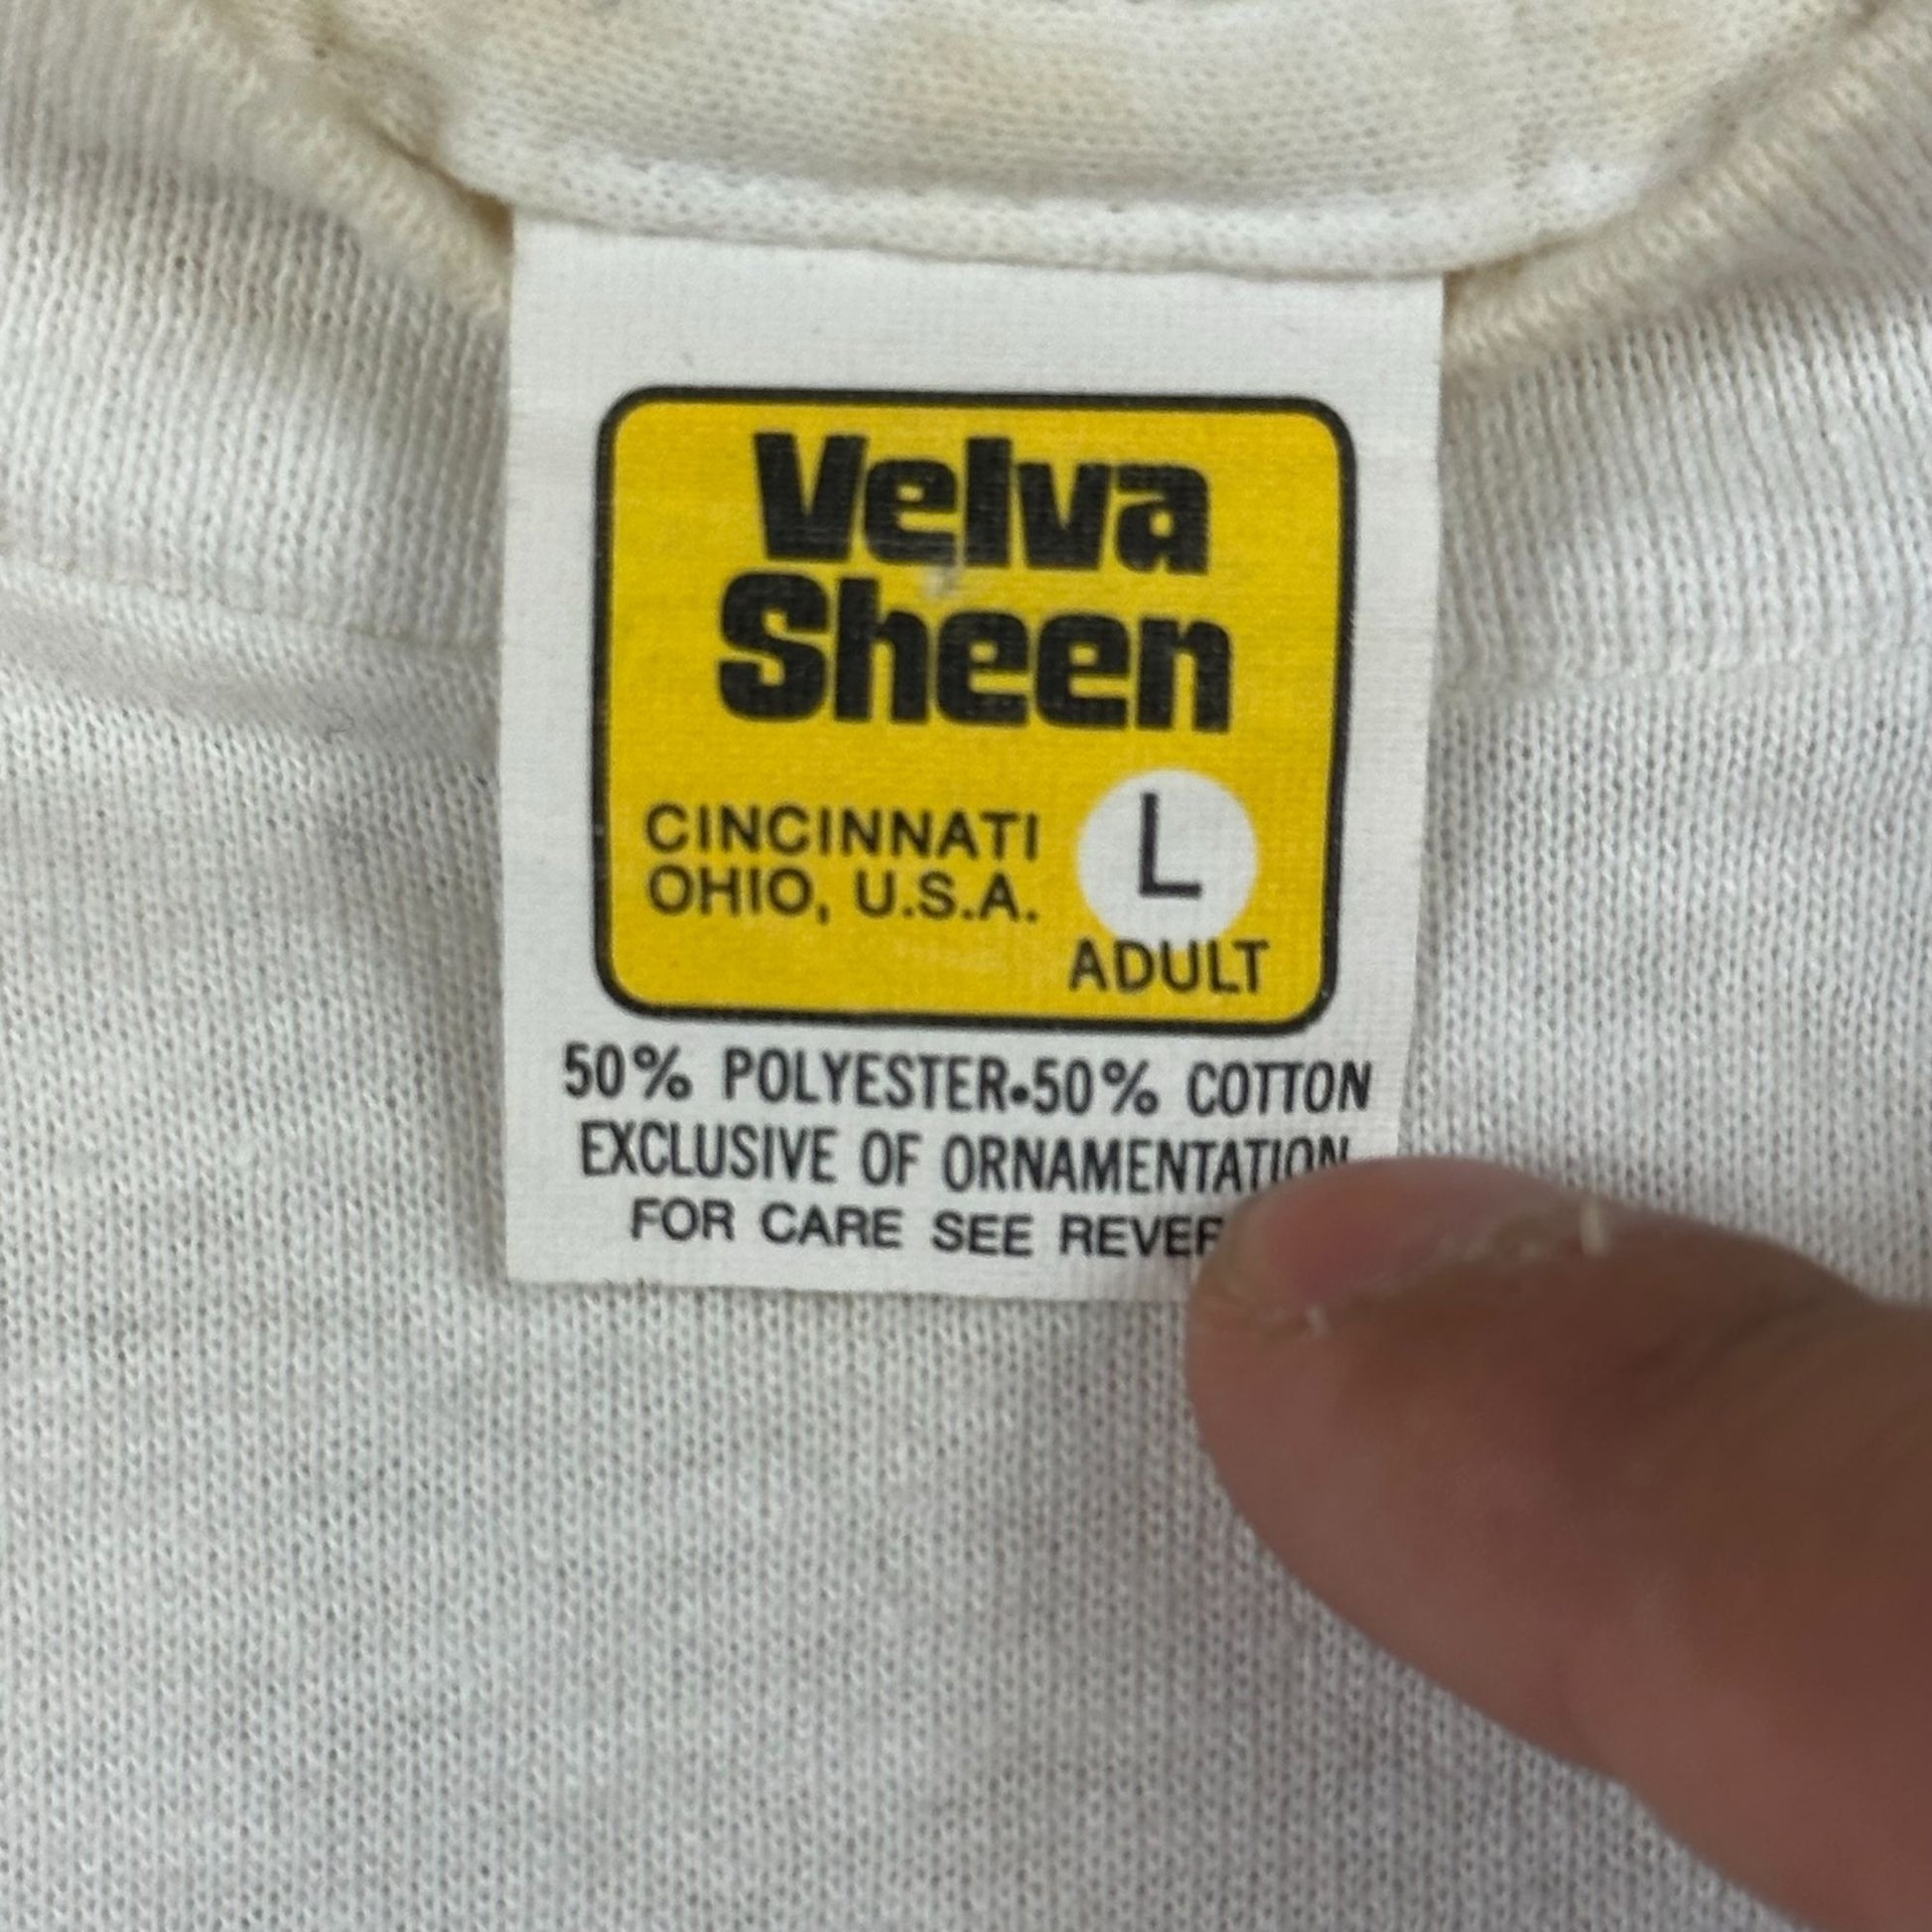 Velva
Sheen
CINCINNATI
OHIO, U.S.A.
L
ADULT
50% POLYESTER•50% COTTON
EXCLUSIVE OF ORNAMENTATION
FOR CARE SEE